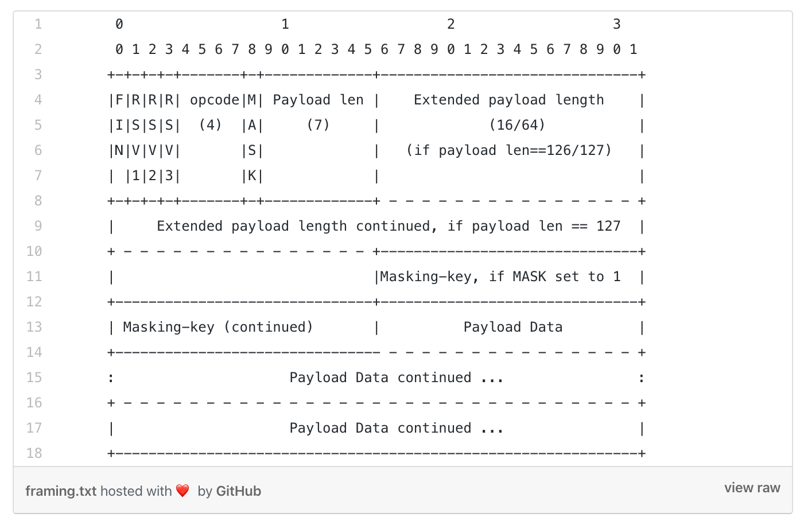 1        0                   1                   2                   3
2        0 1 2 3 4 5 6 7 8 9 0 1 2 3 4 5 6 7 8 9 0 1 2 3 4 5 6 7 8 9 0 1
3       +-+-+-+-+-------+-+-------------+-------------------------------+
4       |F|R|R|R| opcode|M| Payload len |    Extended payload length    |
5       |I|S|S|S|  (4)  |A|     (7)     |             (16/64)           |
6       |N|V|V|V|       |S|             |   (if payload len==126/127)   |
7       | |1|2|3|       |K|             |                               |
8       +-+-+-+-+-------+-+-------------+ - - - - - - - - - - - - - - - +
9       |     Extended payload length continued, if payload len == 127  |
10      + - - - - - - - - - - - - - - - +-------------------------------+
11      |                               |Masking-key, if MASK set to 1  |
12      +-------------------------------+-------------------------------+
13      | Masking-key (continued)       |          Payload Data         |
14      +-------------------------------- - - - - - - - - - - - - - - - +
15      :                     Payload Data continued ...                :
16      + - - - - - - - - - - - - - - - - - - - - - - - - - - - - - - - +
17      |                     Payload Data continued ...                |
18      +---------------------------------------------------------------+
framing.txt hosted with ❤️ by GitHub view raw